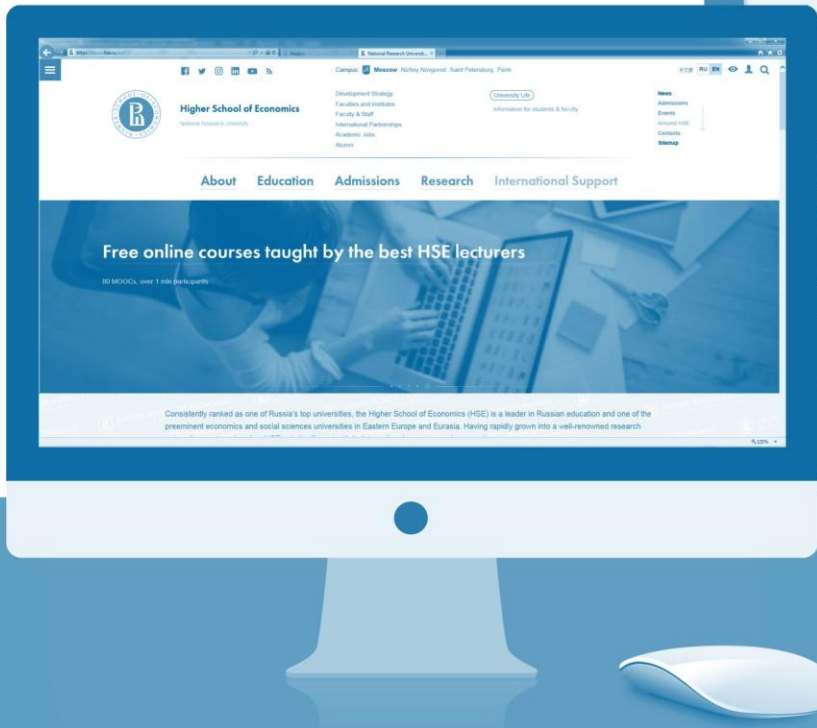 National Research Universit...
Campus: Moscow Nizhny Novgorod Saint Petersburg Perm
RU EN
Higher School of Economics
National Research University
Development Strategy
Faculties and Institutes
Faculty & Staff
International Partnerships
Academic Jobs
Alumni
University Life
Information for students & faculty
News
Admissions
Events
Around HSE
Contacts
Sitemap
About Education Admissions Research International Support
Free online courses taught by the best HSE lecturers
80 MOOCs, over 1 mln participants
Consistently ranked as one of Russia's top universities, the Higher School of Economics (HSE) is a leader in Russian education and one of the
preeminent economics and social sciences universities in Eastern Europe and Eurasia. Having rapidly grown into a well-renowned research